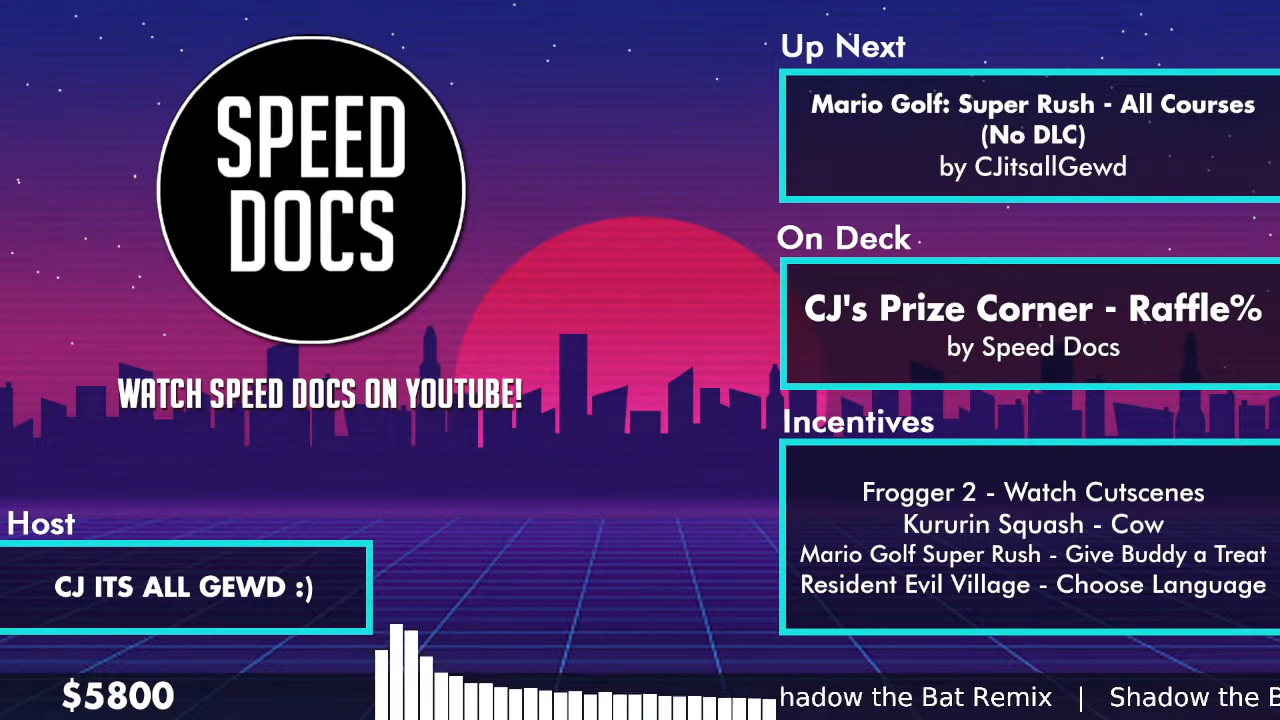 SPEED
DOCS
WATCH SPEED DOCS ON YOUTUBE!
Up Next
Mario Golf: Super Rush - All Courses
(No DLC)
by CJitsallGewd
On Deck
CJ's Prize Corner - Raffle%
by Speed Docs
Incentives
Frogger 2 - Watch Cutscenes
Kururin Squash - Cow
Mario Golf Super Rush - Give Buddy a Treat
Resident Evil Village - Choose Language
Host
CJ ITS ALL GEWD :)
$5800
hadow the Bat Remix | Shadow the B